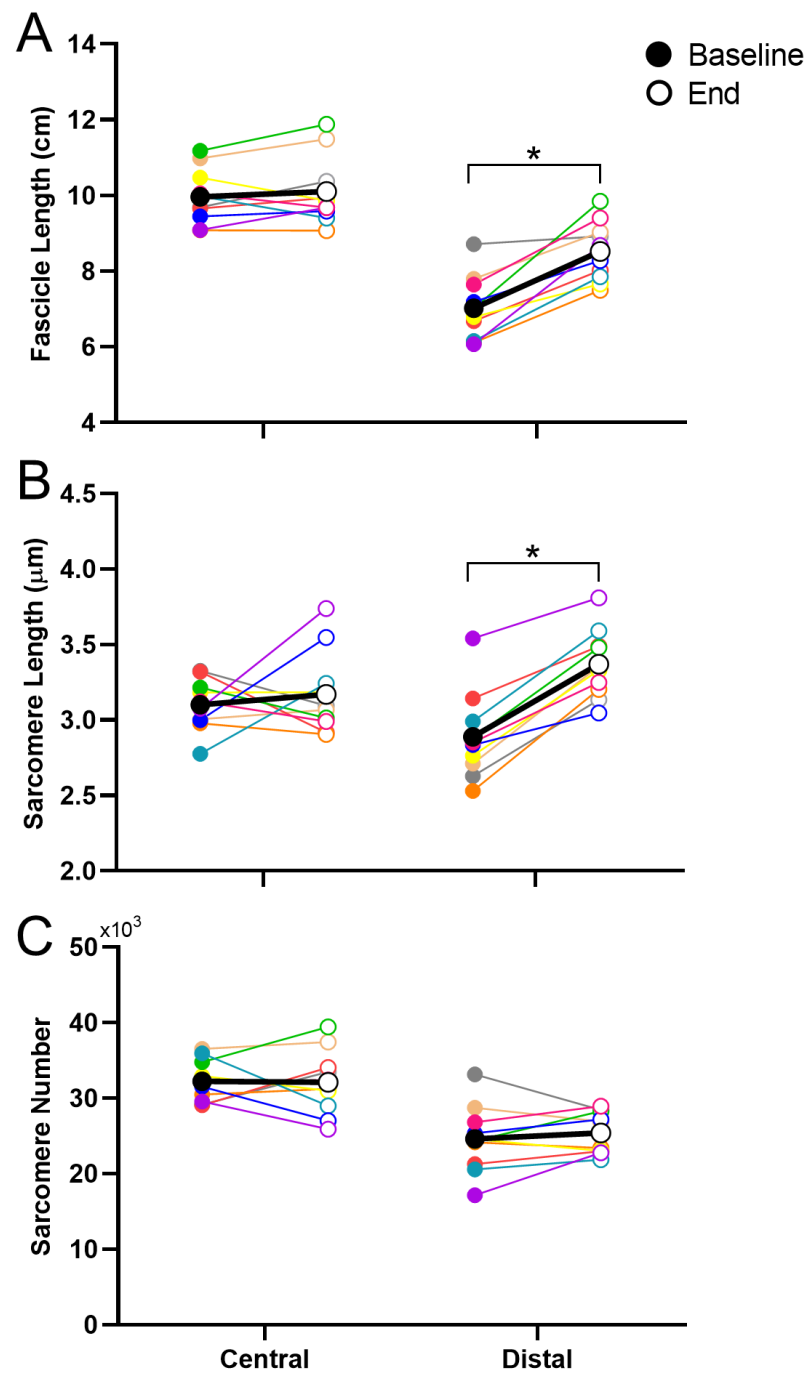 A
14
12
10
8
6
4
Fascicle Length (cm)
Baseline
End
*
B
4.5
4.0
3.5
3.0
2.5
2.0
Sarcomere Length (μm)
*
C
x10³
50
40
30
20
10
0
Sarcomere Number
Central
Distal